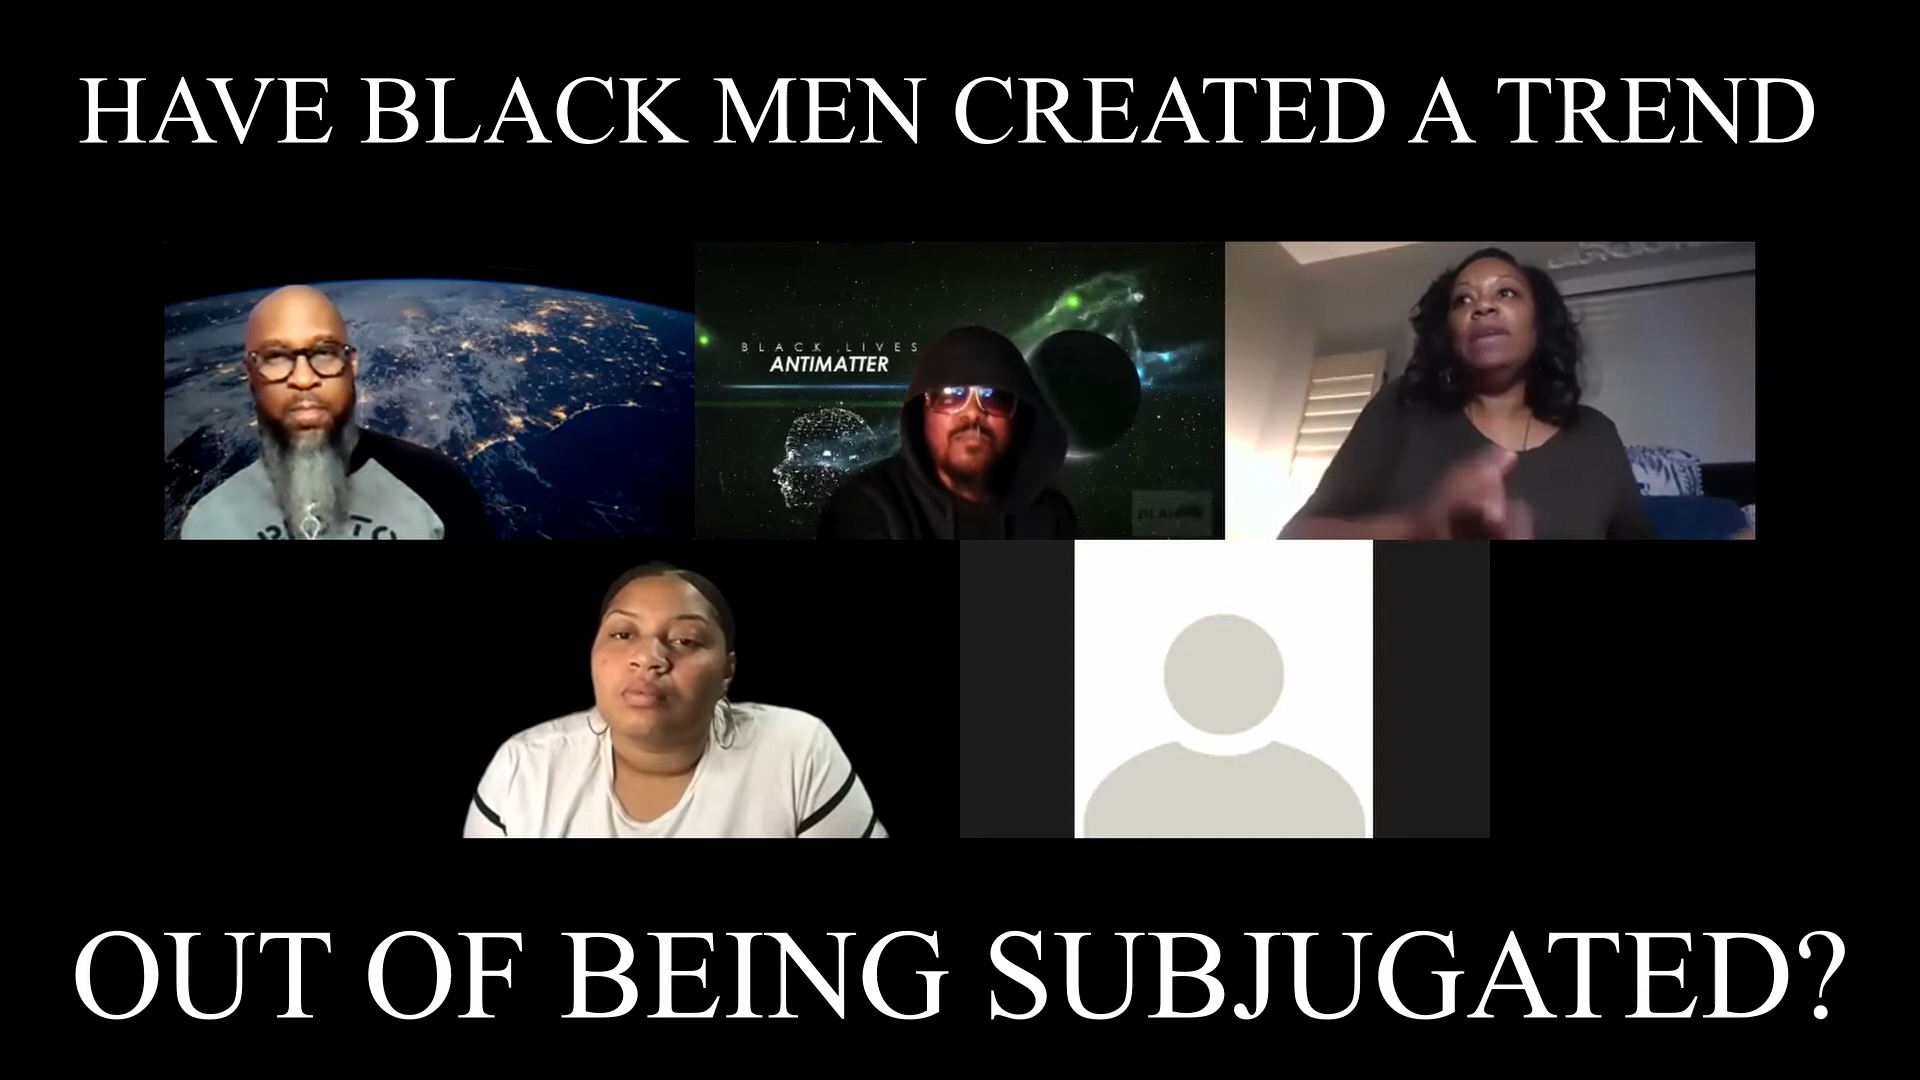 HAVE BLACK MEN CREATED A TREND
BLACK LIVES
ANTIMATTER
OUT OF BEING SUBJUGATED?